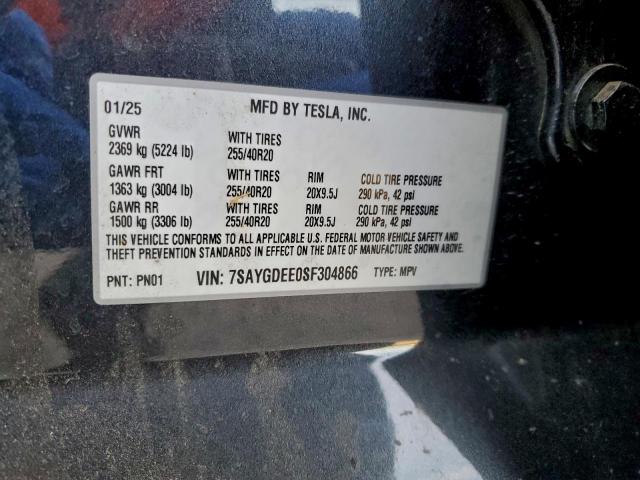 01/25 MFD BY TESLA, INC.
GVWR WITH TIRES
2369 kg (5224 lb) 255/40R20
GAWR FRT WITH TIRES RIM COLD TIRE PRESSURE
1363 kg (3004 lb) 255/40R20 20X9.5J 290 kPa, 42 psi
GAWR RR WITH TIRES RIM COLD TIRE PRESSURE
1500 kg (3306 lb) 255/40R20 20X9.5J 290 kPa, 42 psi
THIS VEHICLE CONFORMS TO ALL APPLICABLE U.S. FEDERAL MOTOR VEHICLE SAFETY AND
THEFT PREVENTION STANDARDS IN EFFECT ON THE DATE OF MANUFACTURE SHOWN ABOVE.
PNT: PN01 VIN: 7SAYGDEE0SF304866 TYPE: MPV